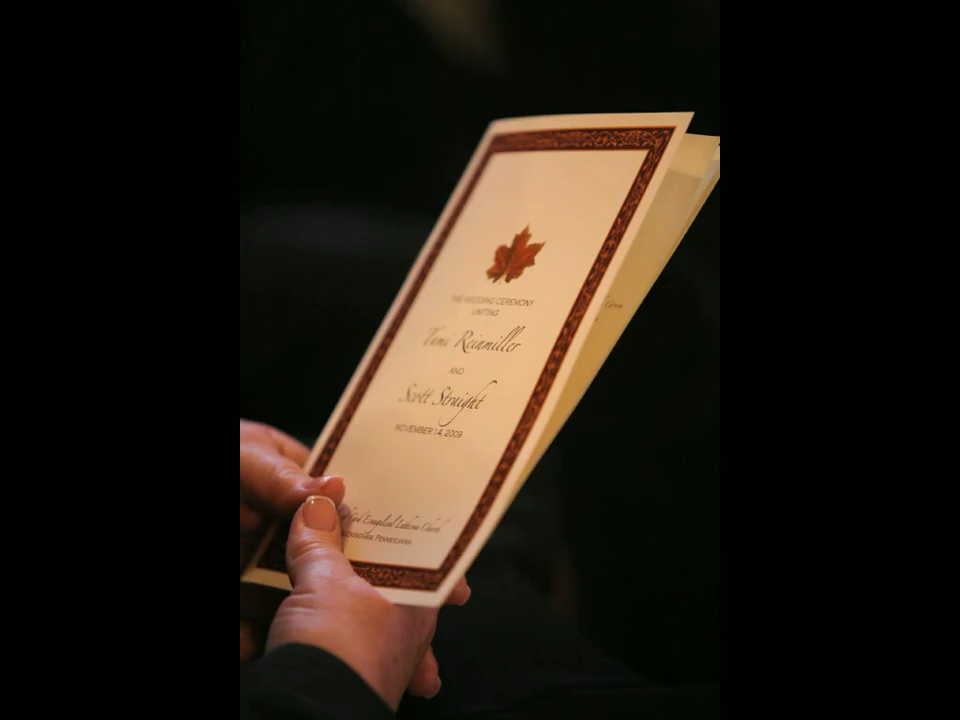 THE WEDDING CEREMONY
UNITING
Tami Reinmiller
AND
Scott Straight
NOVEMBER 14, 2009
Evangelical Lutheran Church
PENNSYLVANIA